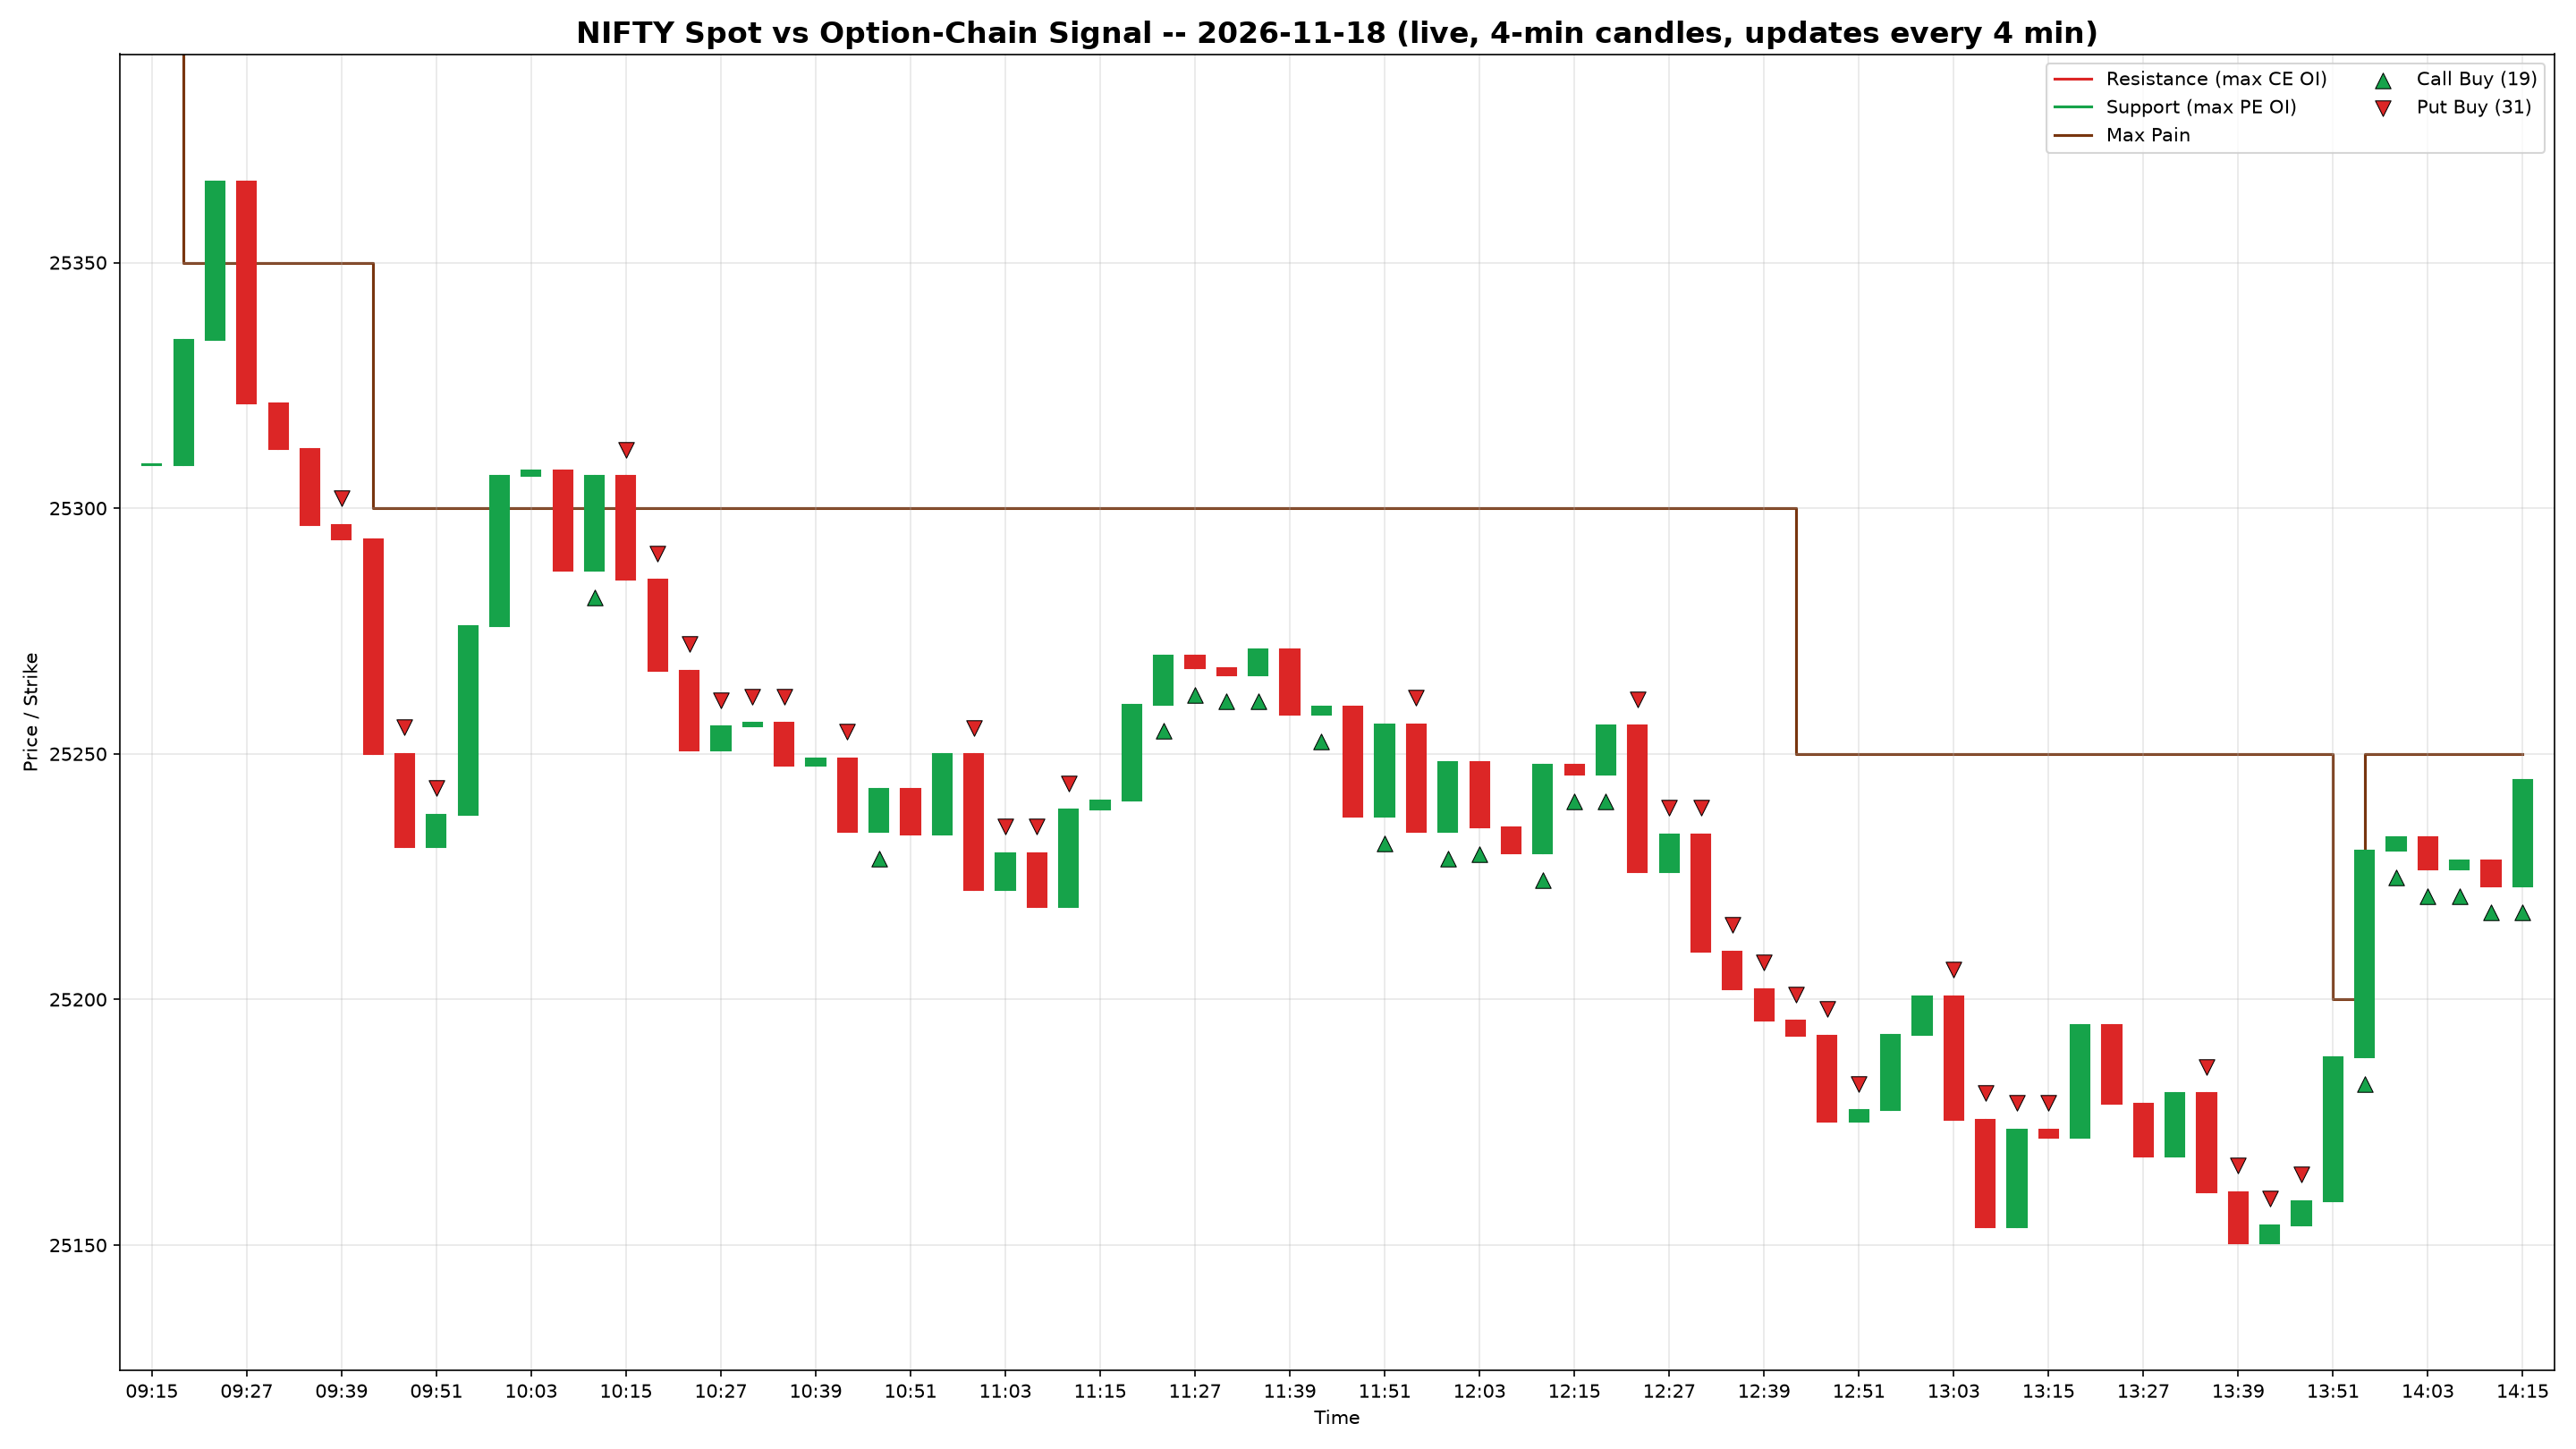 NIFTY Spot vs Option-Chain Signal -- 2026-11-18 (live, 4-min candles, updates every 4 min)
Resistance (max CE OI)
Support (max PE OI)
Max Pain
Call Buy (19)
Put Buy (31)
Price / Strike
25350
25300
25250
25200
25150
09:15 09:27 09:39 09:51 10:03 10:15 10:27 10:39 10:51 11:03 11:15 11:27 11:39 11:51 12:03 12:15 12:27 12:39 12:51 13:03 13:15 13:27 13:39 13:51 14:03 14:15
Time